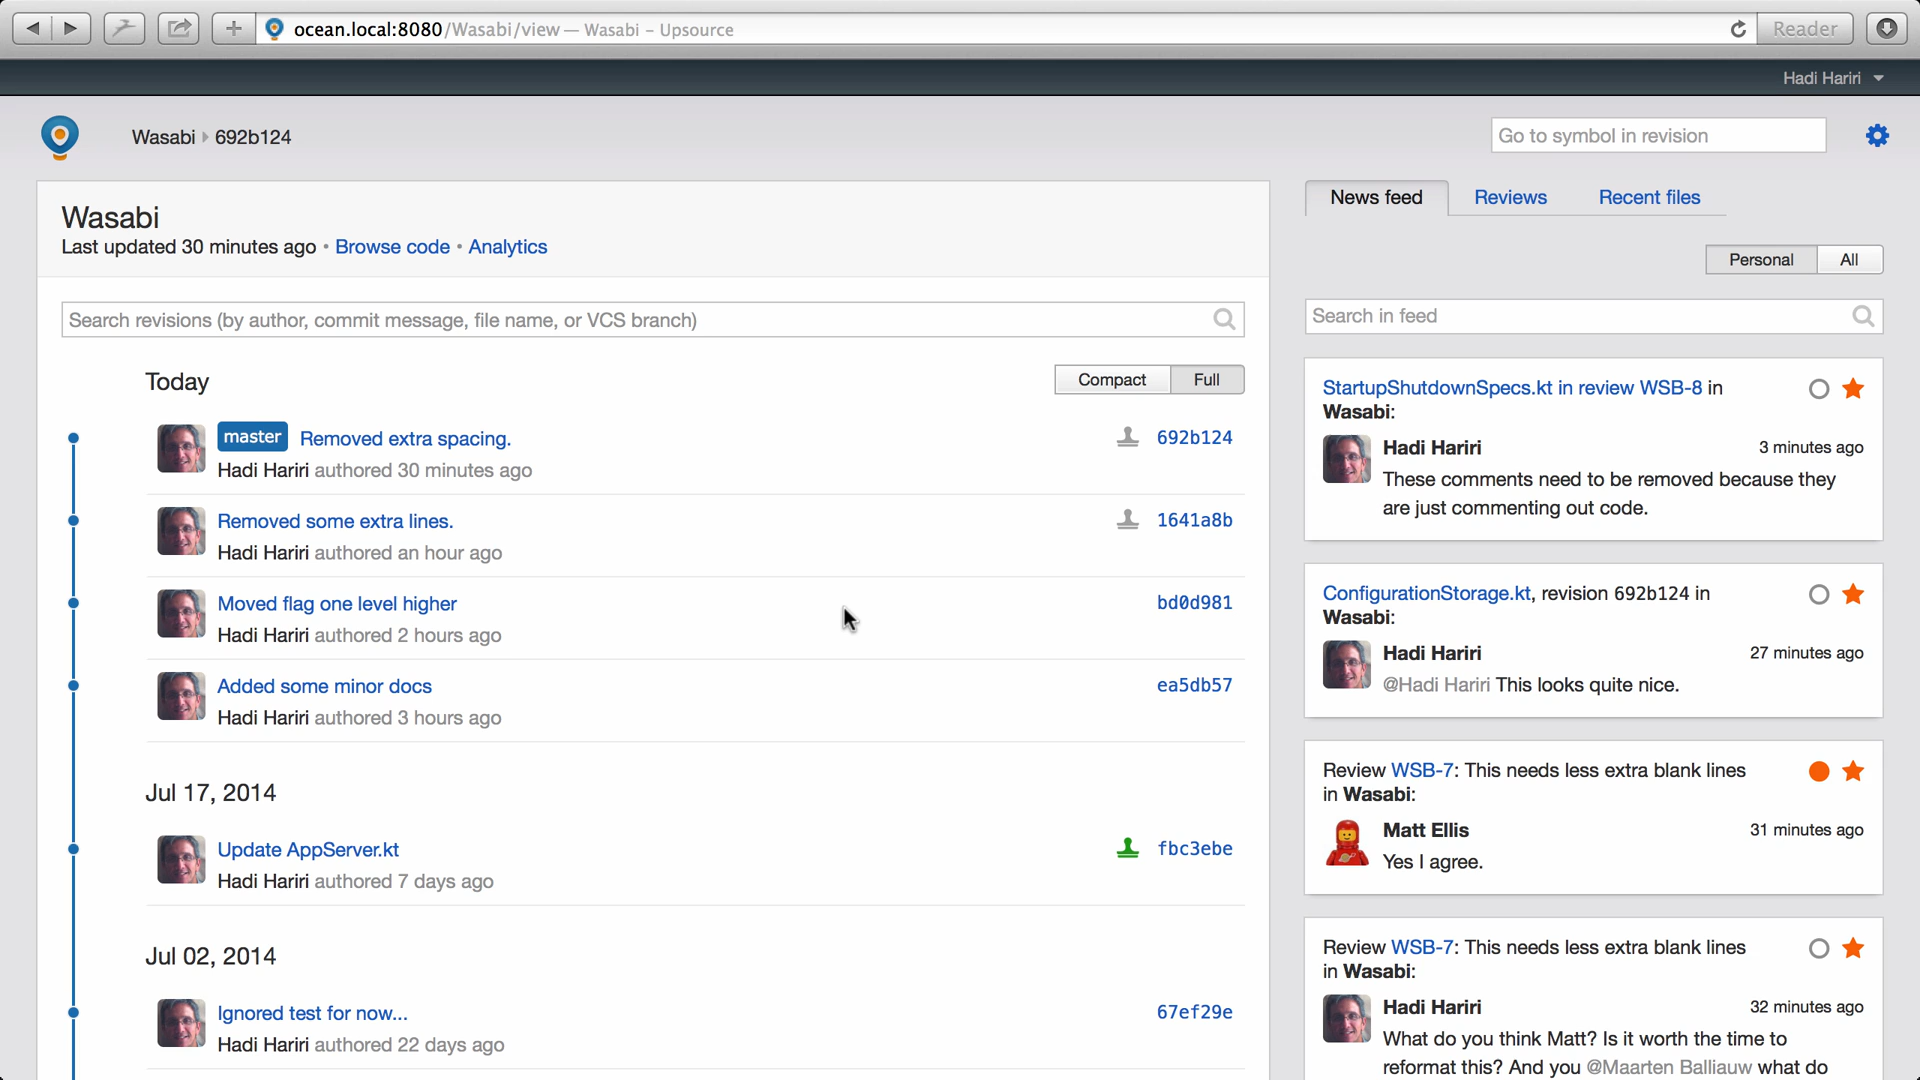 ocean.local:8080/Wasabi/view — Wasabi – Upsource
Reader
Hadi Hariri
Wasabi 692b124
Go to symbol in revision
Wasabi
Last updated 30 minutes ago • Browse code • Analytics
Search revisions (by author, commit message, file name, or VCS branch)
Today
Compact Full
master Removed extra spacing.
692b124
Hadi Hariri authored 30 minutes ago
Removed some extra lines.
1641a8b
Hadi Hariri authored an hour ago
Moved flag one level higher
bd0d981
Hadi Hariri authored 2 hours ago
Added some minor docs
ea5db57
Hadi Hariri authored 3 hours ago
Jul 17, 2014
Update AppServer.kt
fbc3ebe
Hadi Hariri authored 7 days ago
Jul 02, 2014
Ignored test for now...
67ef29e
Hadi Hariri authored 22 days ago
News feed Reviews Recent files
Personal All
Search in feed
StartupShutdownSpecs.kt in review WSB-8 in
Wasabi:
Hadi Hariri
3 minutes ago
These comments need to be removed because they
are just commenting out code.
ConfigurationStorage.kt, revision 692b124 in
Wasabi:
Hadi Hariri
27 minutes ago
@Hadi Hariri This looks quite nice.
Review WSB-7: This needs less extra blank lines
in Wasabi:
Matt Ellis
31 minutes ago
Yes I agree.
Review WSB-7: This needs less extra blank lines
in Wasabi:
Hadi Hariri
32 minutes ago
What do you think Matt? Is it worth the time to
reformat this? And you @Maarten Balliauw what do